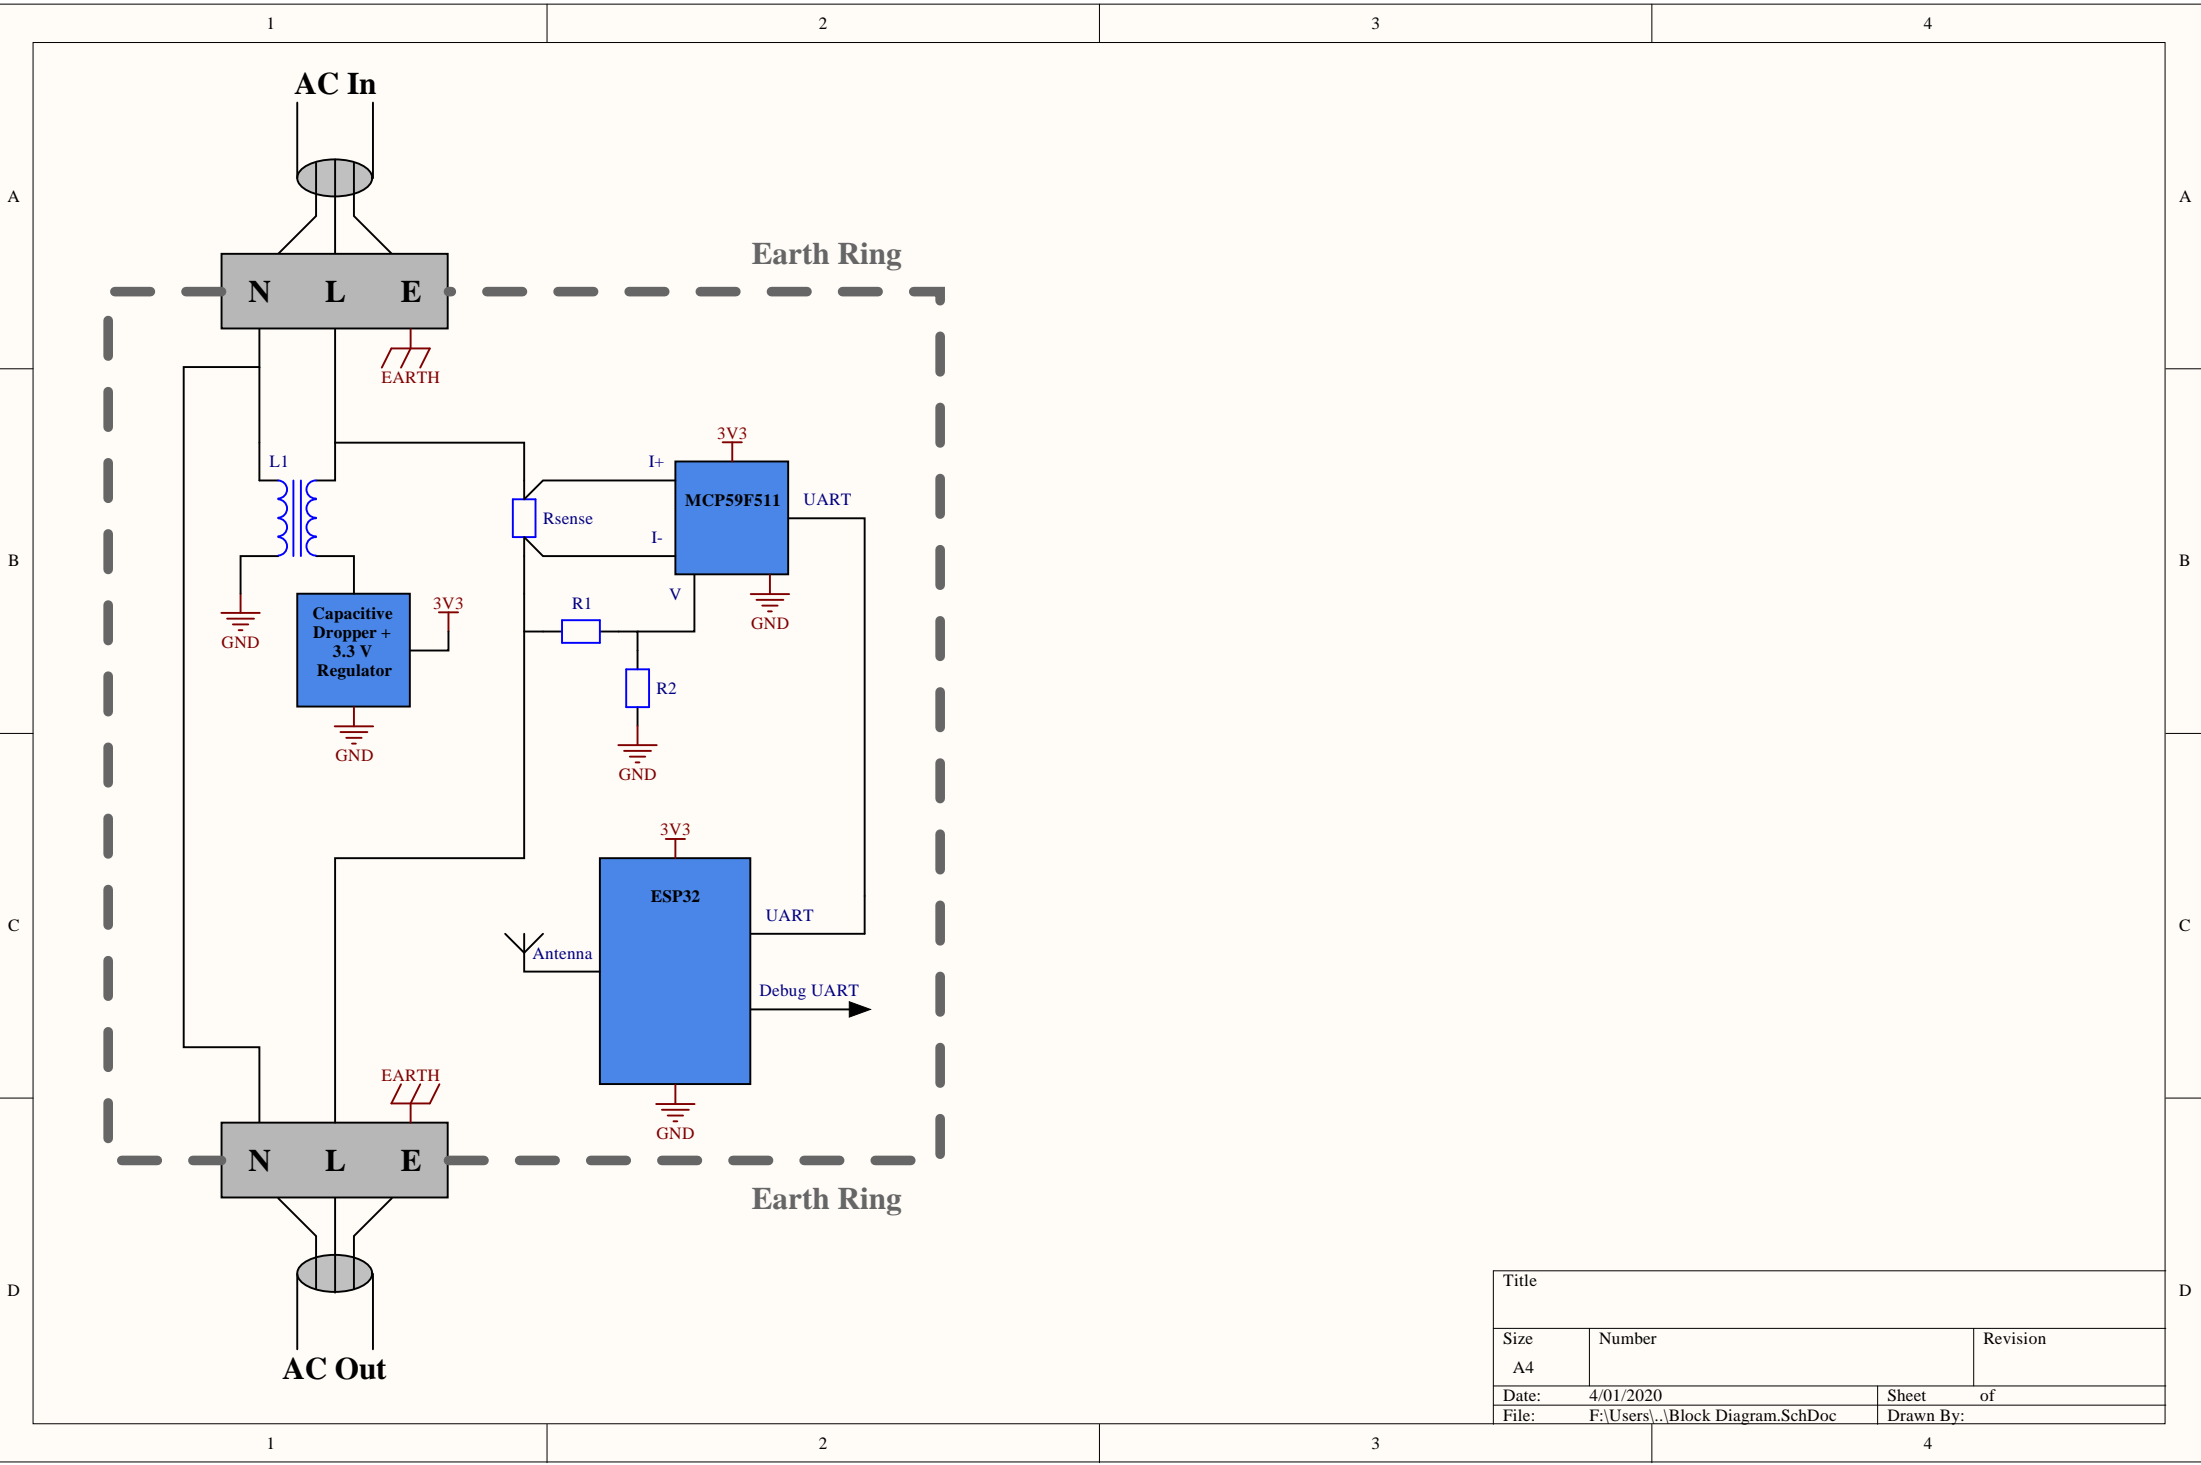 1 2 3 4
AC In
A A
Earth Ring
N L E
EARTH
3V3
L1 I+
MCP59F511 UART
Rsense
I-
B B
V
R1
3V3
Capacitive
Dropper +
3.3 V
Regulator
GND
GND
R2
GND
GND
3V3
ESP32
UART
C C
Antenna
Debug UART
EARTH
GND
N L E
Earth Ring
D D
AC Out
Title
Size Number Revision
A4
Date: 4/01/2020 Sheet of
File: F:\Users\..\Block Diagram.SchDoc Drawn By:
1 2 3 4